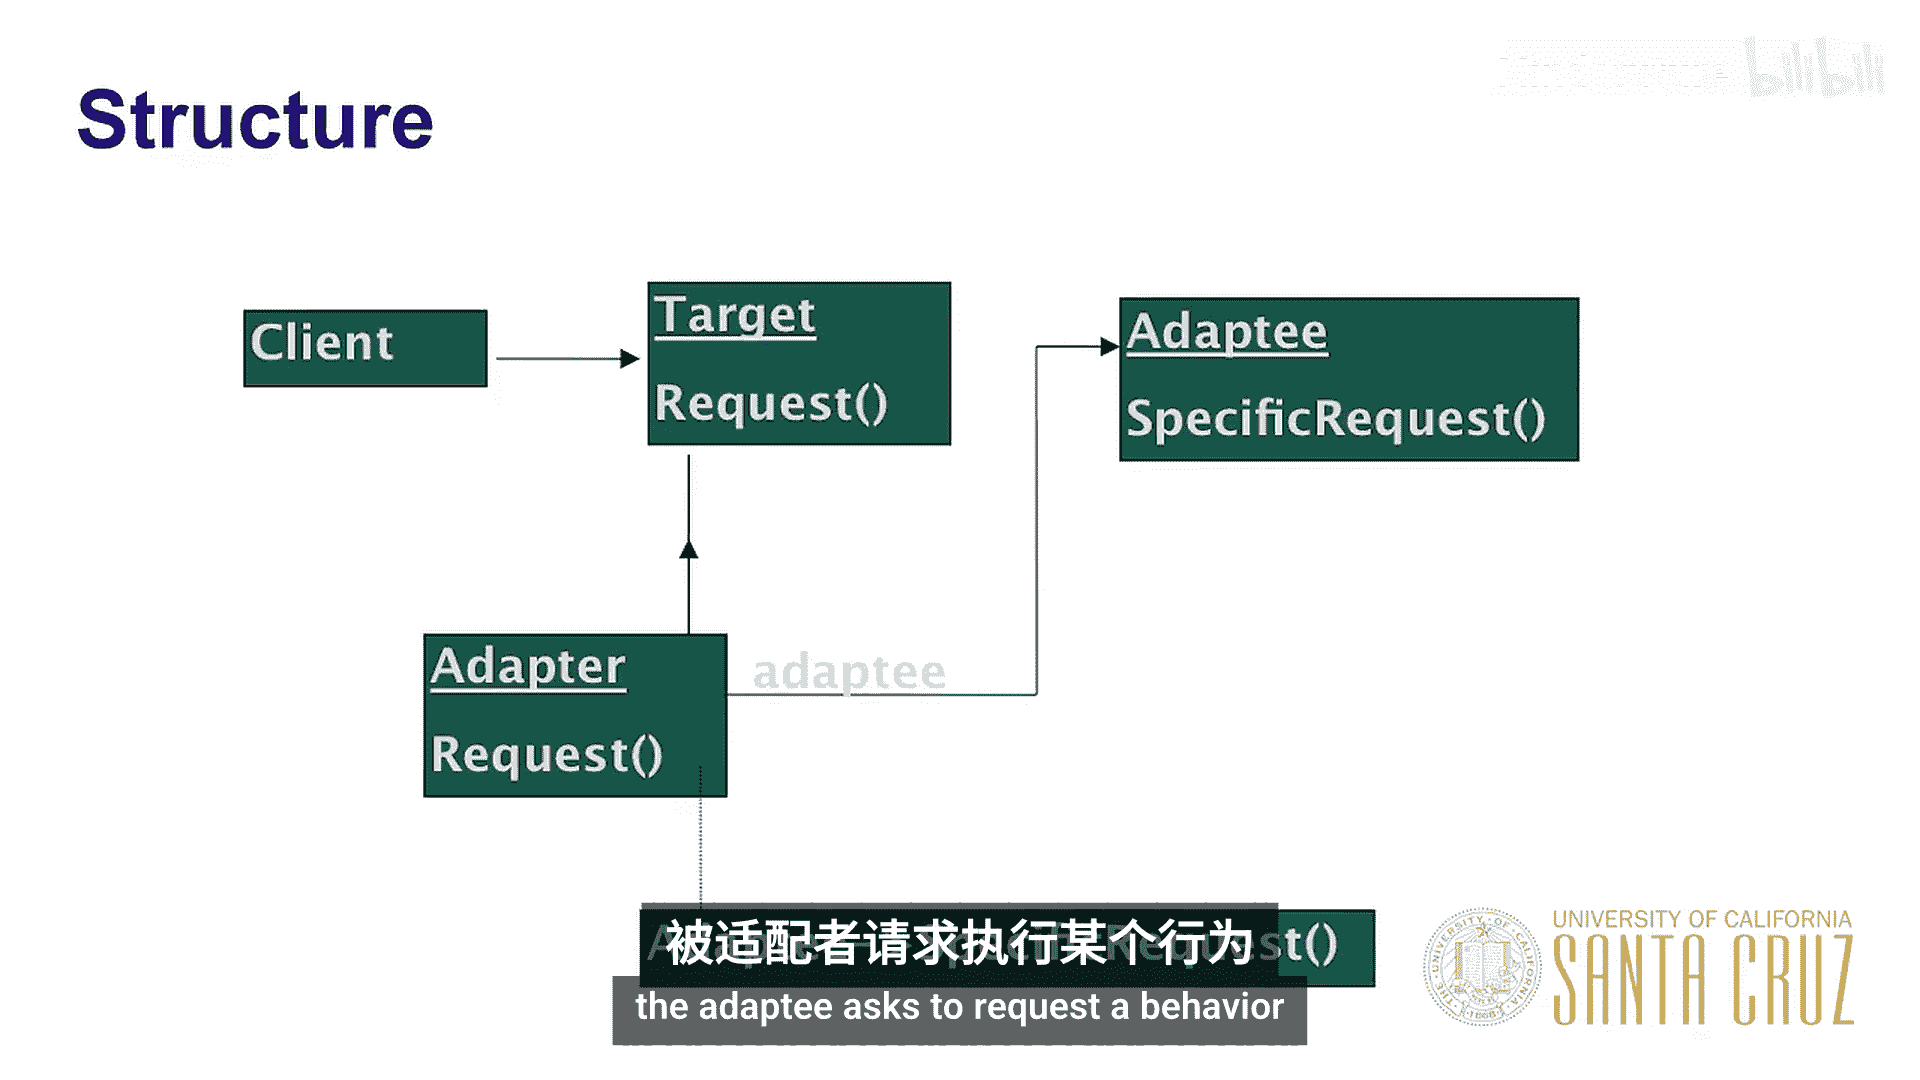 bilibili
Structure
Client
Target
Request()
Adaptee
SpecificRequest()
Adapter
Request()
adaptee
被适配者请求执行某个行为
the adaptee asks to request a behavior
UNIVERSITY OF CALIFORNIA
SANTA CRUZ